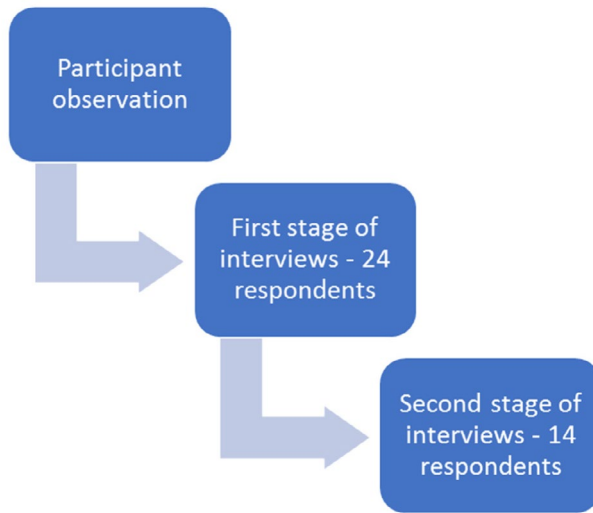 Participant
observation
First stage of
interviews - 24
respondents
Second stage of
interviews - 14
respondents